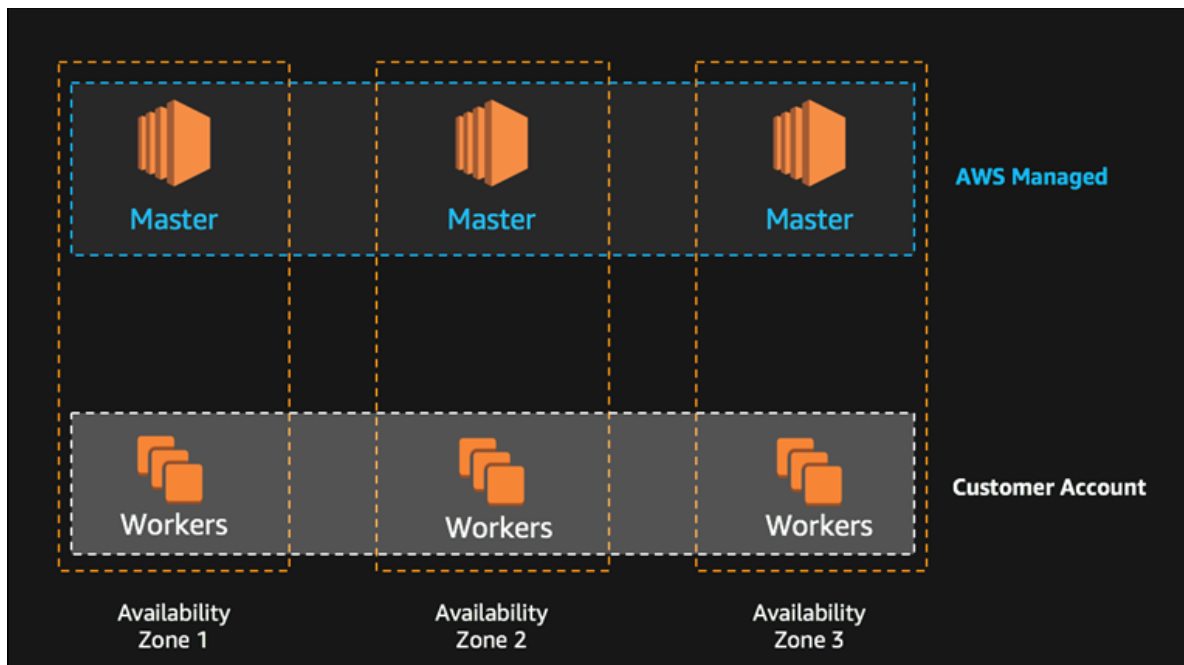 Master
Master
Master
AWS Managed
Workers
Workers
Workers
Customer Account
Availability
Zone 1
Availability
Zone 2
Availability
Zone 3